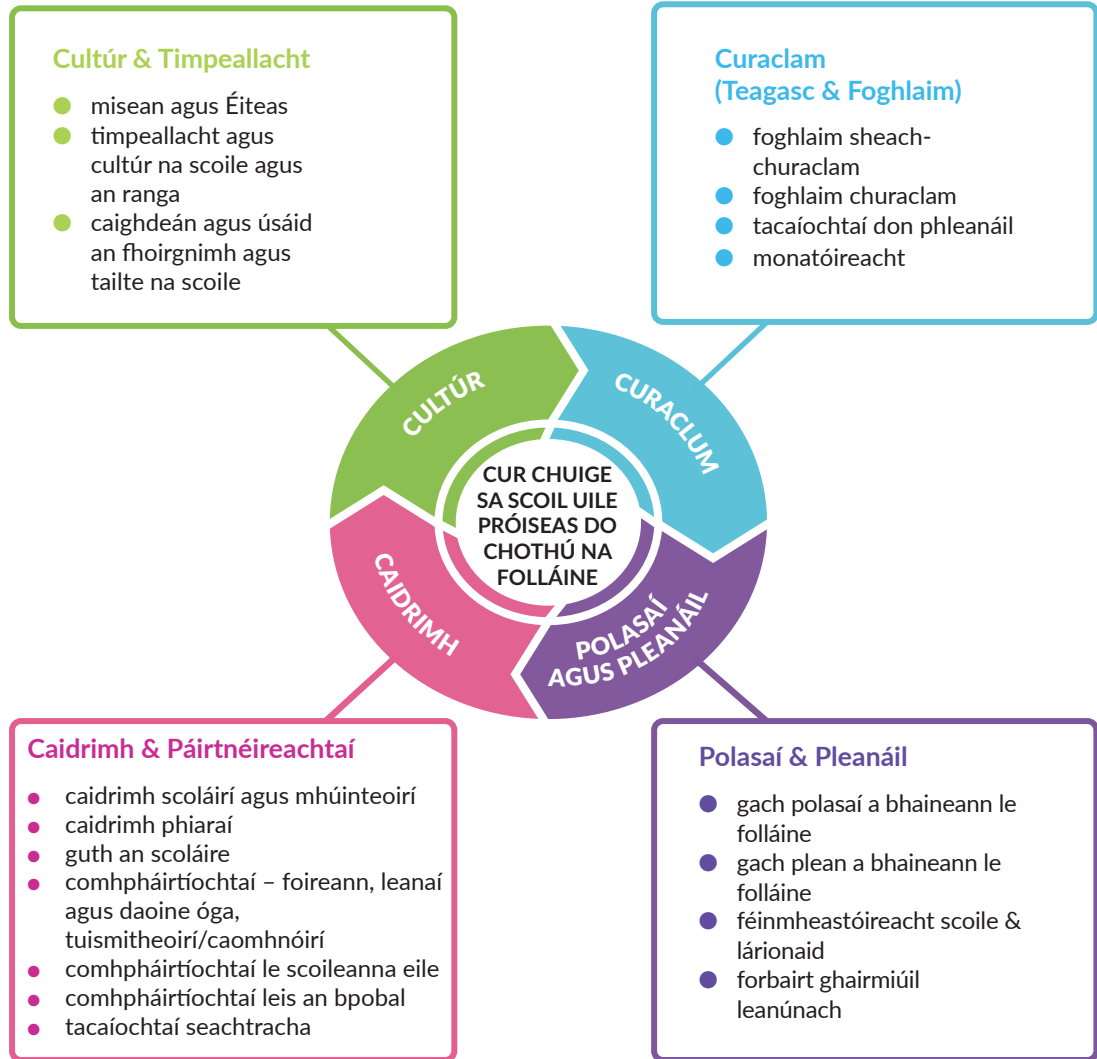 Cultúr & Timpeallacht
misean agus Éiteas
timpeallacht agus
cultúr na scoile agus
an ranga
caighdeán agus úsáid
an fhoirgnimh agus
tailte na scoile
Curaclam
(Teagasc & Foghlaim)
foghlaim sheach-
churaclam
foghlaim churaclam
tacaíochtaí don phleanáil
monatóireacht
CULTÚR
CURACLUM
CUR CHUIGE
SA SCOIL UILE
PRÓISEAS DO
CHOTHÚ NA
FOLLÁINE
CAIDRIMH
POLASAÍ
AGUS PLEANÁIL
Caidrimh & Páirtnéireachtaí
caidrimh scoláirí agus mhúinteoirí
caidrimh phiaraí
guth an scoláire
comhpháirtíochtaí – foireann, leanaí
agus daoine óga,
tuismitheoirí/caomhnóirí
comhpháirtíochtaí le scoileanna eile
comhpháirtíochtaí leis an bpobal
tacaíochtaí seachtracha
Polasaí & Pleanáil
gach polasaí a bhaineann le
folláine
gach plean a bhaineann le
folláine
féinmheastóireacht scoile &
lárionaid
forbairt ghairmiúil
leanúnach